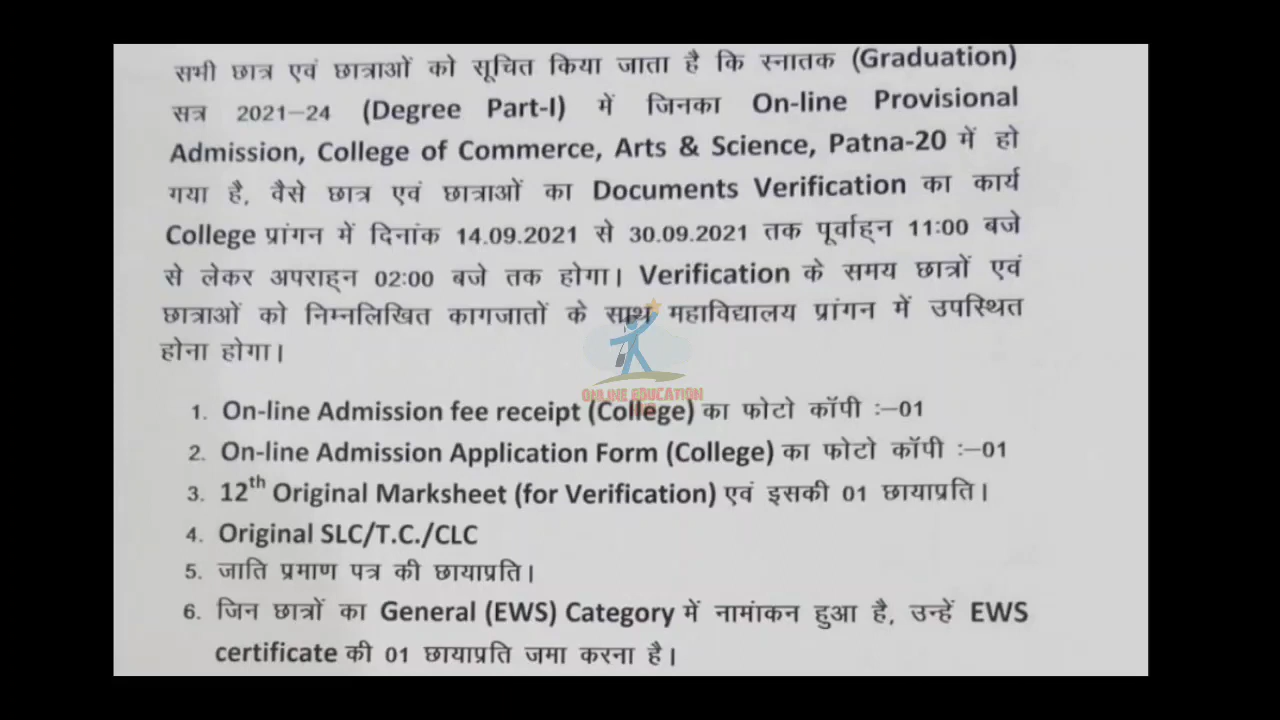 सभी छात्र एवं छात्राओं को सूचित किया जाता है कि स्नातक (Graduation)
सत्र 2021–24 (Degree Part-I) में जिनका On-line Provisional
Admission, College of Commerce, Arts & Science, Patna-20 में हो
गया है, वैसे छात्र एवं छात्राओं का Documents Verification का कार्य
College प्रांगन में दिनांक 14.09.2021 से 30.09.2021 तक पूर्वाह्न 11:00 बजे
से लेकर अपराह्न 02:00 बजे तक होगा। Verification के समय छात्रों एवं
छात्राओं को निम्नलिखित कागजातों के साथ महाविद्यालय प्रांगन में उपस्थित
होना होगा।
ONLINE EDUCATION
1. On-line Admission fee receipt (College) का फोटो कॉपी :–01
2. On-line Admission Application Form (College) का फोटो कॉपी :–01
3. 12th Original Marksheet (for Verification) एवं इसकी 01 छायाप्रति।
4. Original SLC/T.C./CLC
5. जाति प्रमाण पत्र की छायाप्रति।
6. जिन छात्रों का General (EWS) Category में नामांकन हुआ है, उन्हें EWS
certificate की 01 छायाप्रति जमा करना है।